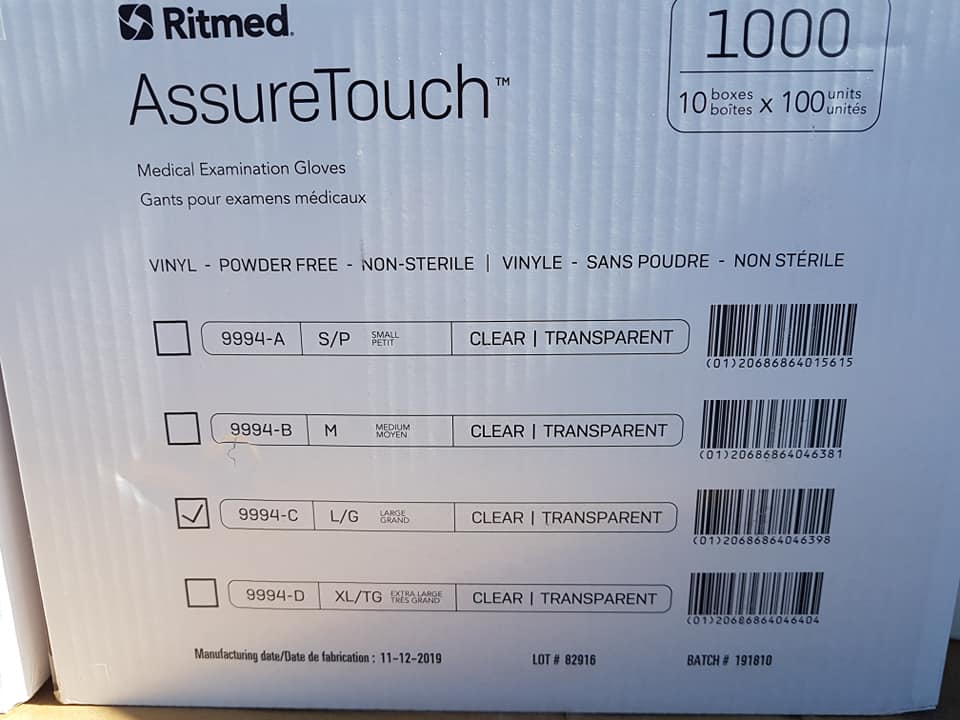 Ritmed.
AssureTouch™
1000
10 boxes boîtes x 100 units unités
Medical Examination Gloves
Gants pour examens médicaux
VINYL - POWDER FREE - NON-STERILE | VINYLE - SANS POUDRE - NON STÉRILE
9994-A S/P SMALL PETIT CLEAR | TRANSPARENT
(01)20686864015615
9994-B M MEDIUM MOYEN CLEAR | TRANSPARENT
(01)20686864046381
9994-C L/G LARGE GRAND CLEAR | TRANSPARENT
(01)20686864046398
9994-D XL/TG EXTRA LARGE TRÈS GRAND CLEAR | TRANSPARENT
(01)20686864046404
Manufacturing date/Date de fabrication : 11-12-2019 LOT # 82916 BATCH # 191810